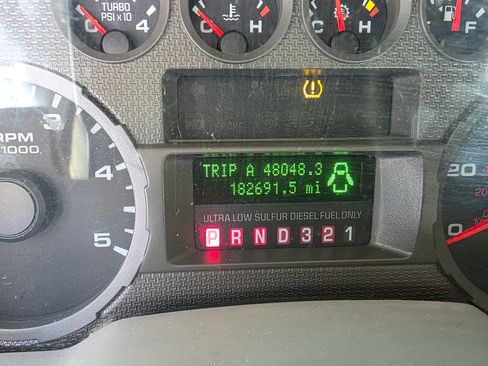 TURBO
PSI x 10
0 4
C H
C H
E F
RPM
x1000
3
4
5
TRIP A 48048.3
182691.5 mi
ULTRA LOW SULFUR DIESEL FUEL ONLY
P R N D 3 2 1
20